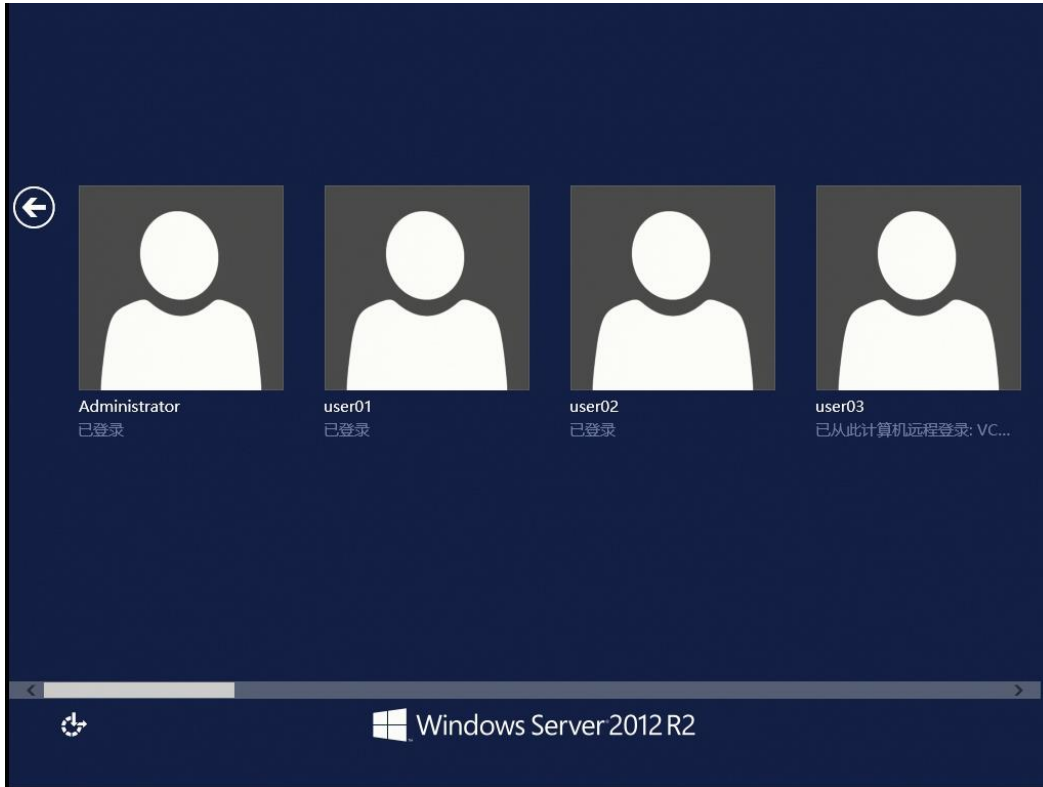 Administrator
已登录
user01
已登录
user02
已登录
user03
已从此计算机远程登录: VC...
Windows Server 2012 R2